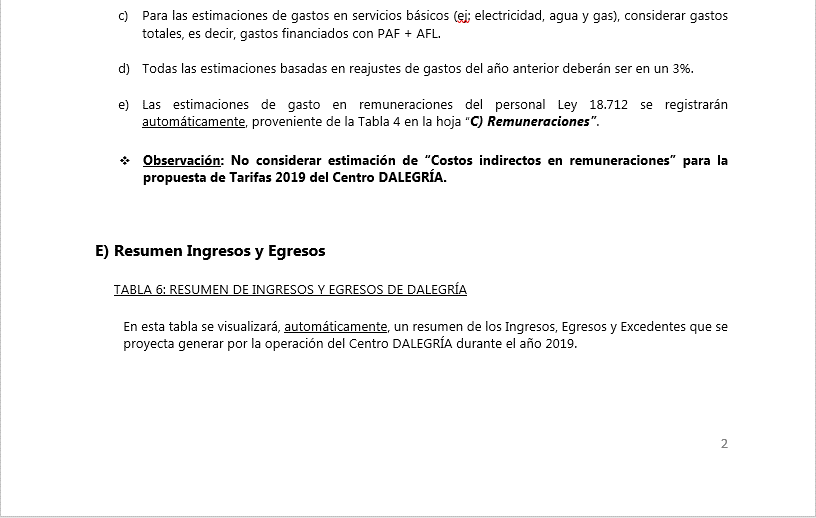 c) Para las estimaciones de gastos en servicios básicos (ej; electricidad, agua y gas), considerar gastos
totales, es decir, gastos financiados con PAF + AFL.
d) Todas las estimaciones basadas en reajustes de gastos del año anterior deberán ser en un 3%.
e) Las estimaciones de gasto en remuneraciones del personal Ley 18.712 se registrarán
automáticamente, proveniente de la Tabla 4 en la hoja “C) Remuneraciones”.
❖ Observación: No considerar estimación de “Costos indirectos en remuneraciones” para la
propuesta de Tarifas 2019 del Centro DALEGRÍA.
E) Resumen Ingresos y Egresos
TABLA 6: RESUMEN DE INGRESOS Y EGRESOS DE DALEGRÍA
En esta tabla se visualizará, automáticamente, un resumen de los Ingresos, Egresos y Excedentes que se
proyecta generar por la operación del Centro DALEGRÍA durante el año 2019.
2